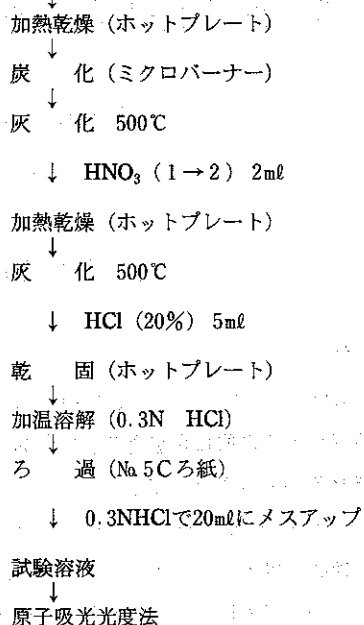 ↓
加熱乾燥（ホットプレート）
↓
炭　　化（ミクロバーナー）
↓
灰　　化　500℃
↓　HNO₃（1→2）2mℓ
加熱乾燥（ホットプレート）
↓
灰　　化　500℃
↓　HCl（20%）5mℓ
乾　　固（ホットプレート）
↓
加温溶解（0.3N　HCl）
↓
ろ　　過（No.5Cろ紙）
↓　0.3NHClで20mℓにメスアップ
試験溶液
↓
原子吸光光度法